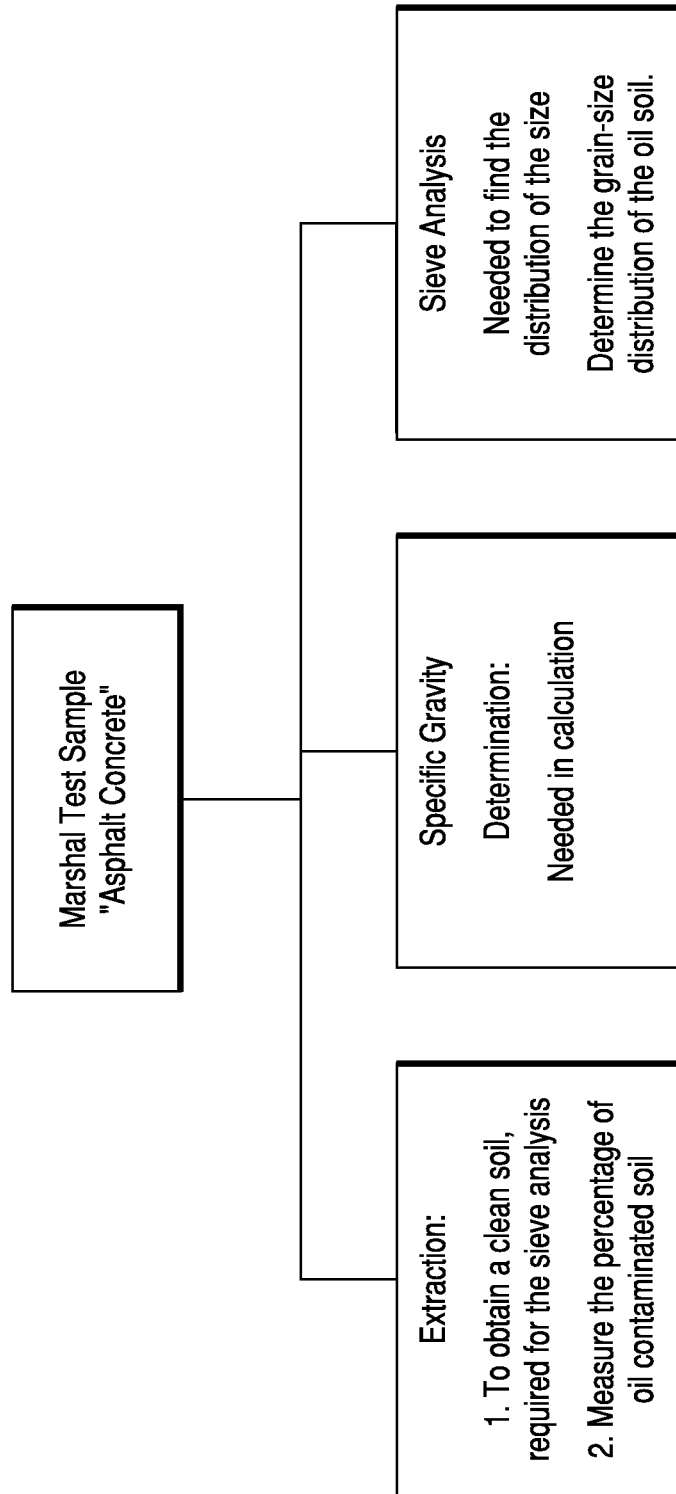 Marshal Test Sample
"Asphalt Concrete"
Extraction:
1. To obtain a clean soil,
required for the sieve analysis
2. Measure the percentage of
oil contaminated soil
Specific Gravity
Determination:
Needed in calculation
Sieve Analysis
Needed to find the
distribution of the size
Determine the grain-size
distribution of the oil soil.